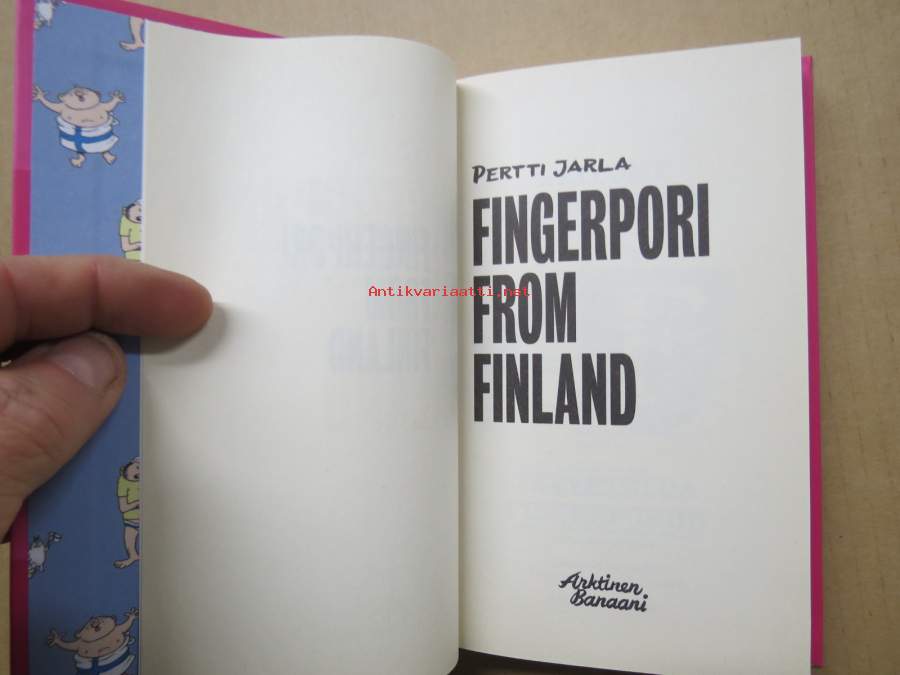 PERTTI JARLA
FINGERPORI
FROM
FINLAND
Antikvariaatti.net
Arktinen
Banaani